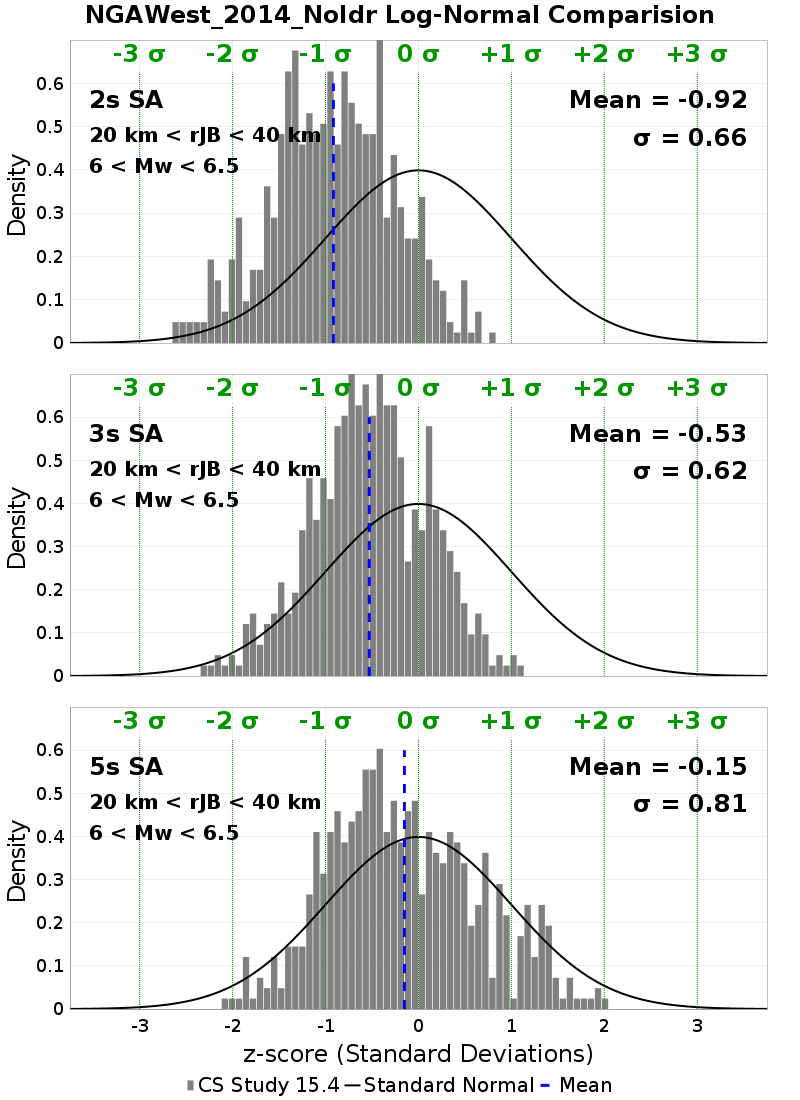 NGAWest_2014_NoIdr Log-Normal Comparision
-3 σ -2 σ -1 σ 0 σ +1 σ +2 σ +3 σ
2s SA Mean = -0.92
20 km < rJB < 40 km σ = 0.66
6 < Mw < 6.5
0.6
0.5
0.4
0.3
0.2
0.1
0
Density
-3 σ -2 σ -1 σ 0 σ +1 σ +2 σ +3 σ
3s SA Mean = -0.53
20 km < rJB < 40 km σ = 0.62
6 < Mw < 6.5
0.6
0.5
0.4
0.3
0.2
0.1
0
Density
-3 σ -2 σ -1 σ 0 σ +1 σ +2 σ +3 σ
5s SA Mean = -0.15
20 km < rJB < 40 km σ = 0.81
6 < Mw < 6.5
0.6
0.5
0.4
0.3
0.2
0.1
0
Density
-3 -2 -1 0 1 2 3
z-score (Standard Deviations)
CS Study 15.4 Standard Normal Mean